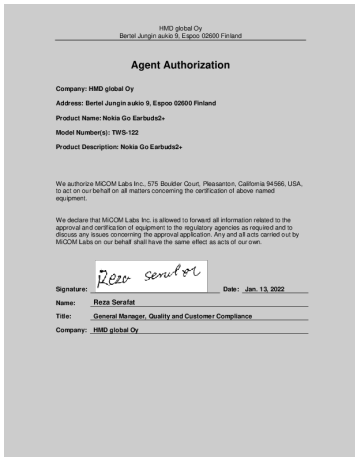 HMD global Oy
Bertel Jungin aukio 9, Espoo 02600 Finland
Agent Authorization
Company: HMD global Oy
Address: Bertel Jungin aukio 9, Espoo 02600 Finland
Product Name: Nokia Go Earbuds2+
Model Number(s): TWS-122
Product Description: Nokia Go Earbuds2+
We authorize MiCOM Labs Inc., 575 Boulder Court, Pleasanton, California 94566, USA,
to act on our behalf on all matters concerning the certification of above named
equipment.
We declare that MiCOM Labs Inc. is allowed to forward all information related to the
approval and certification of equipment to the regulatory agencies as required and to
discuss any issues concerning the approval application. Any and all acts carried out by
MiCOM Labs on our behalf shall have the same effect as acts of our own.
Signature: Reza Serafat Date: Jan. 13, 2022
Name: Reza Serafat
Title: General Manager, Quality and Customer Compliance
Company: HMD global Oy